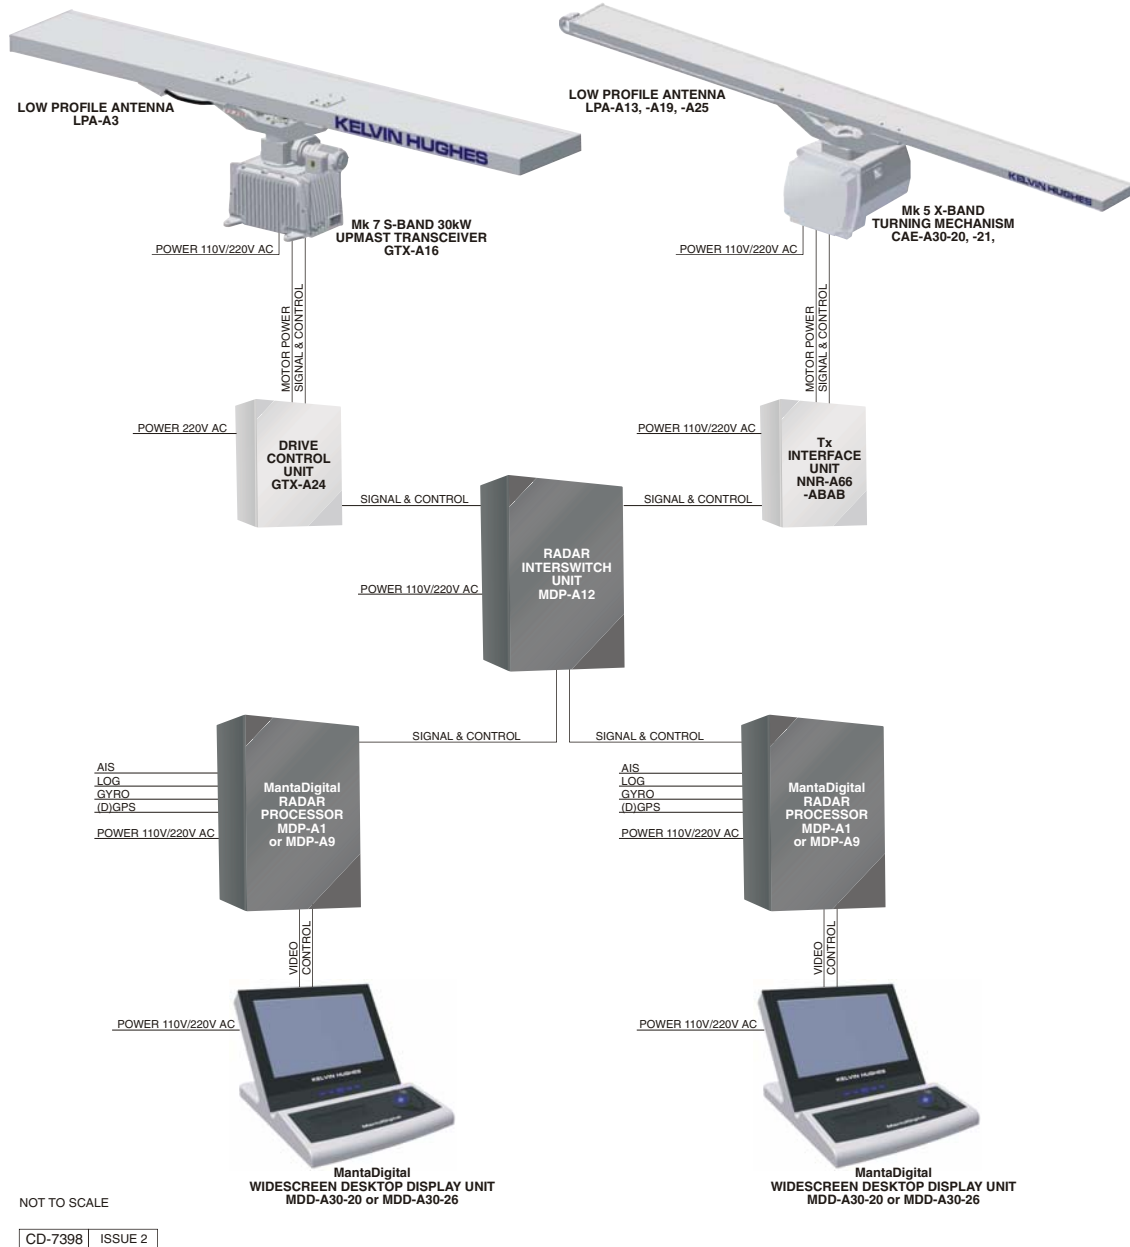 LOW PROFILE ANTENNA
LPA-A3
KELVIN HUGHES
LOW PROFILE ANTENNA
LPA-A13, -A19, -A25
KELVIN HUGHES
Mk 7 S-BAND 30kW
UPMAST TRANSCEIVER
GTX-A16
POWER 110V/220V AC
Mk 5 X-BAND
TURNING MECHANISM
CAE-A30-20, -21,
POWER 110V/220V AC
MOTOR POWER
SIGNAL & CONTROL
MOTOR POWER
SIGNAL & CONTROL
POWER 220V AC
DRIVE
CONTROL
UNIT
GTX-A24
POWER 110V/220V AC
Tx
INTERFACE
UNIT
NNR-A66
-ABAB
SIGNAL & CONTROL
SIGNAL & CONTROL
RADAR
INTERSWITCH
UNIT
MDP-A12
POWER 110V/220V AC
SIGNAL & CONTROL
SIGNAL & CONTROL
AIS
LOG
GYRO
(D)GPS
POWER 110V/220V AC
MantaDigital
RADAR
PROCESSOR
MDP-A1
or MDP-A9
AIS
LOG
GYRO
(D)GPS
POWER 110V/220V AC
MantaDigital
RADAR
PROCESSOR
MDP-A1
or MDP-A9
VIDEO
CONTROL
VIDEO
CONTROL
POWER 110V/220V AC
KELVIN HUGHES
MantaDigital
POWER 110V/220V AC
KELVIN HUGHES
MantaDigital
MantaDigital
WIDESCREEN DESKTOP DISPLAY UNIT
MDD-A30-20 or MDD-A30-26
MantaDigital
WIDESCREEN DESKTOP DISPLAY UNIT
MDD-A30-20 or MDD-A30-26
NOT TO SCALE
CD-7398 ISSUE 2